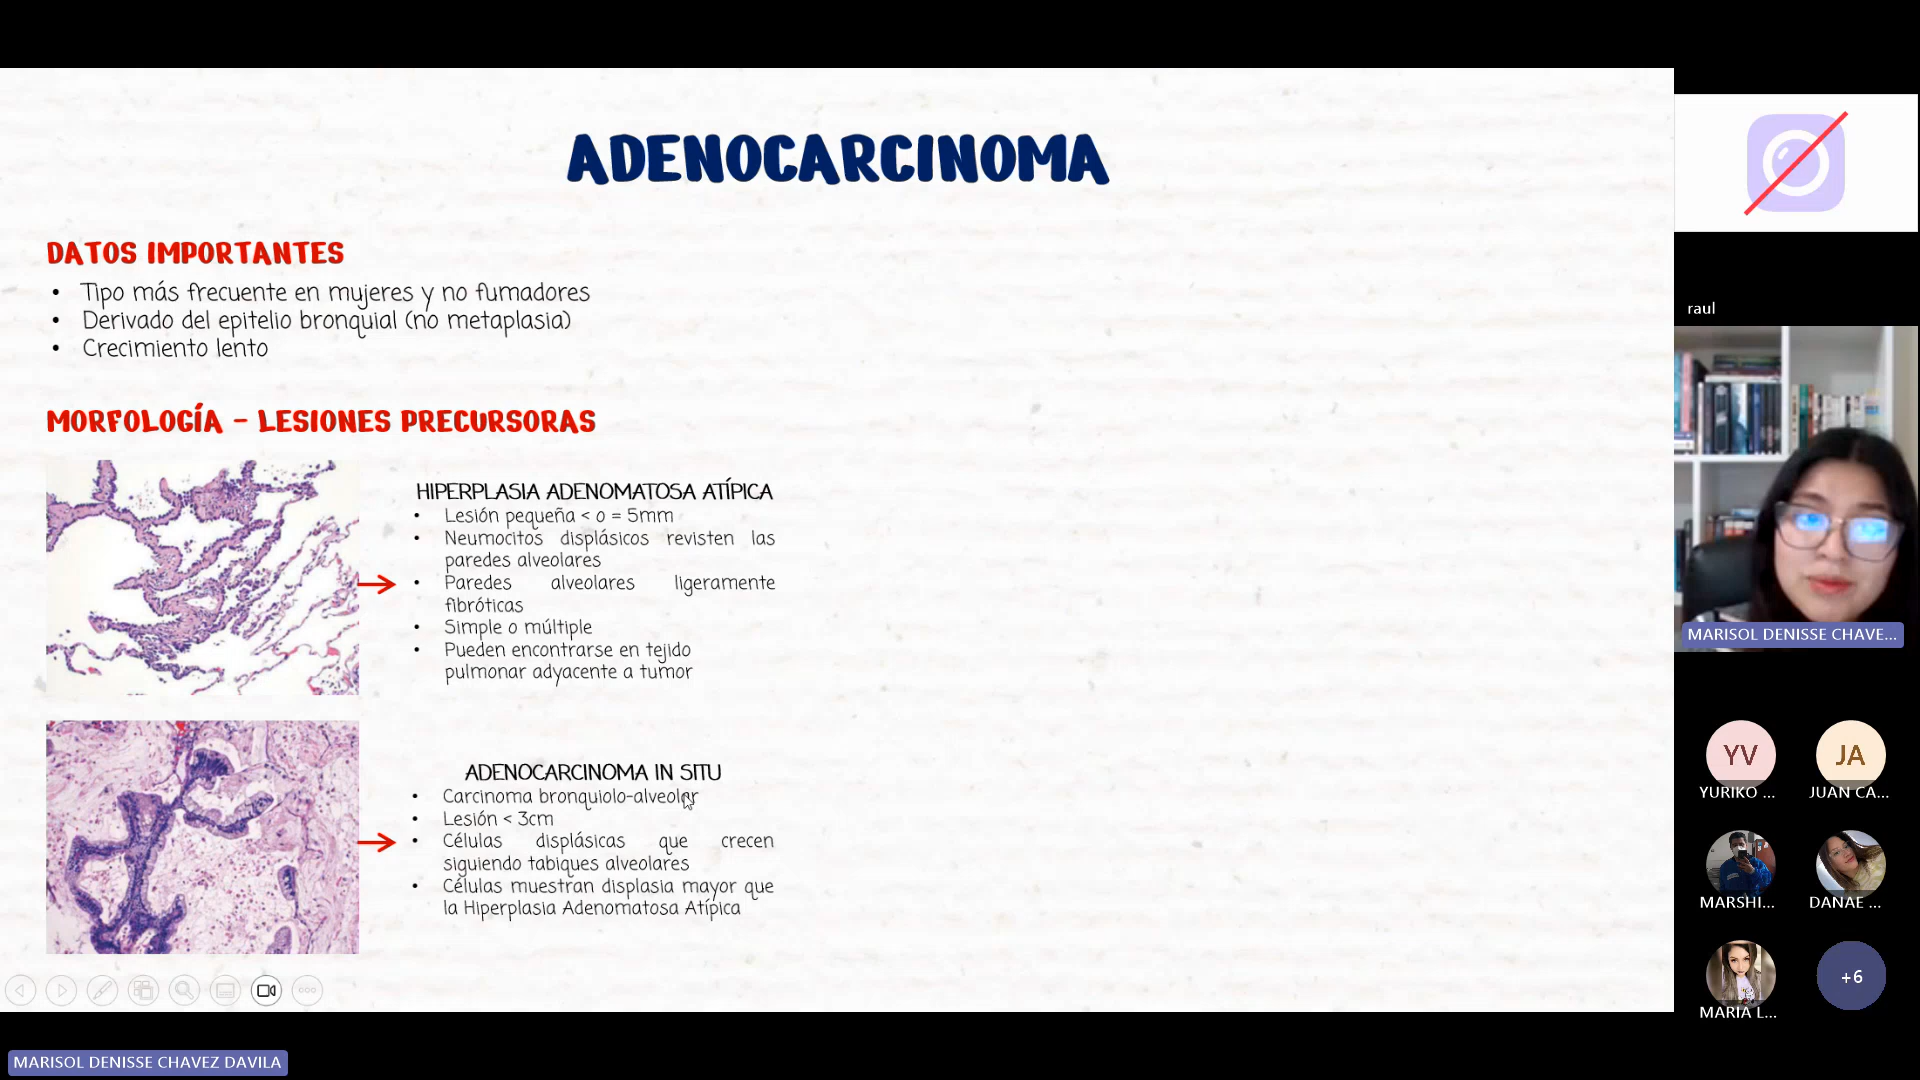 ADENOCARCINOMA
DATOS IMPORTANTES
• Tipo más frecuente en mujeres y no fumadores
• Derivado del epitelio bronquial (no metaplasia)
• Crecimiento lento
MORFOLOGÍA - LESIONES PRECURSORAS
HIPERPLASIA ADENOMATOSA ATÍPICA
• Lesión pequeña < o = 5mm
• Neumocitos displásicos revisten las
paredes alveolares
• Paredes alveolares ligeramente
fibróticas
• Simple o múltiple
• Pueden encontrarse en tejido
pulmonar adyacente a tumor
ADENOCARCINOMA IN SITU
• Carcinoma bronquiolo-alveolar
• Lesión < 3cm
• Células displásicas que crecen
siguiendo tabiques alveolares
• Células muestran displasia mayor que
la Hiperplasia Adenomatosa Atípica
raul
MARISOL DENISSE CHAVE...
YV
JA
YURIKO ...
JUAN CA...
MARSHI...
DANAE ...
+6
MARIA L...
MARISOL DENISSE CHAVEZ DAVILA